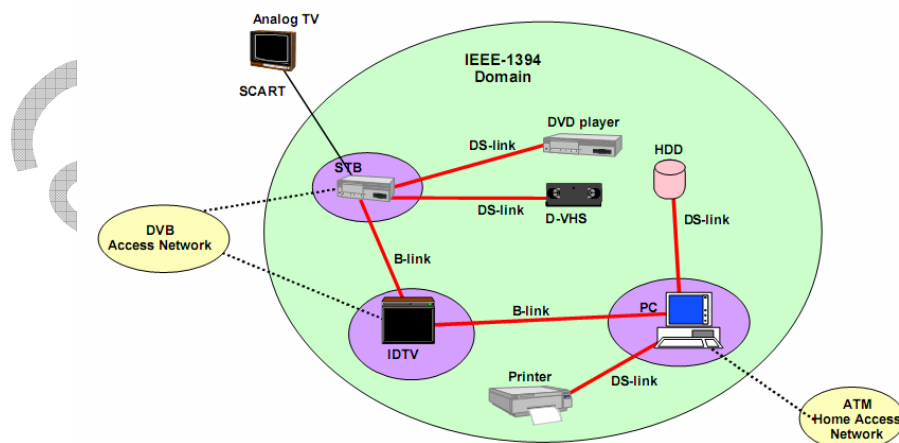 Analog TV
SCART
IEEE-1394
Domain
DVD player
DS-link
HDD
STB
DS-link
D-VHS
DS-link
DVB
Access Network
B-link
B-link
PC
IDTV
Printer
DS-link
ATM
Home Access
Network